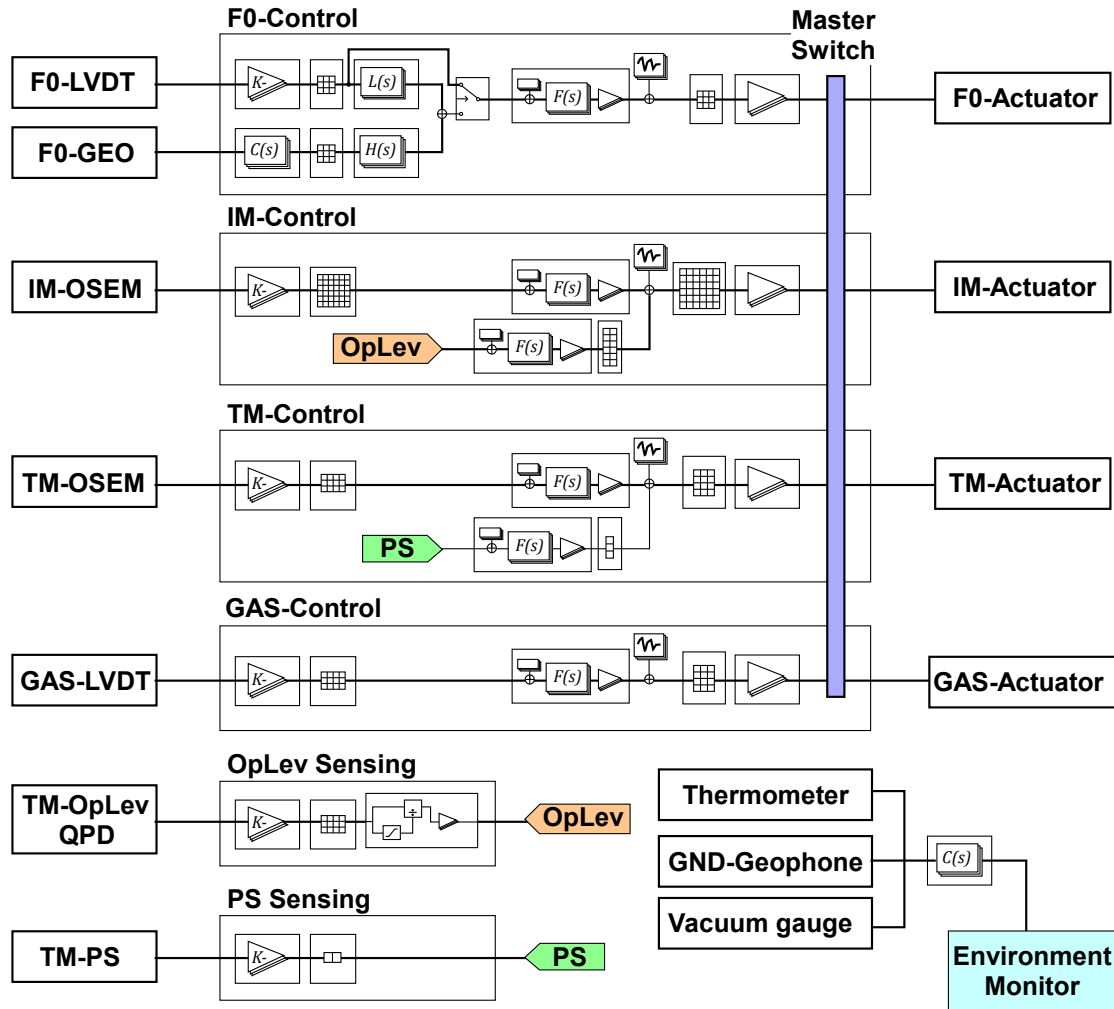 F0-Control
Master
Switch
F0-LVDT
K-
L(s)
F(s)
F0-Actuator
F0-GEO
C(s)
H(s)
IM-Control
IM-OSEM
K-
F(s)
IM-Actuator
OpLev
F(s)
TM-Control
TM-OSEM
K-
F(s)
TM-Actuator
PS
F(s)
GAS-Control
GAS-LVDT
K-
F(s)
GAS-Actuator
OpLev Sensing
TM-OpLev
QPD
K-
÷
OpLev
Thermometer
GND-Geophone
C(s)
Vacuum gauge
PS Sensing
TM-PS
K-
PS
Environment
Monitor